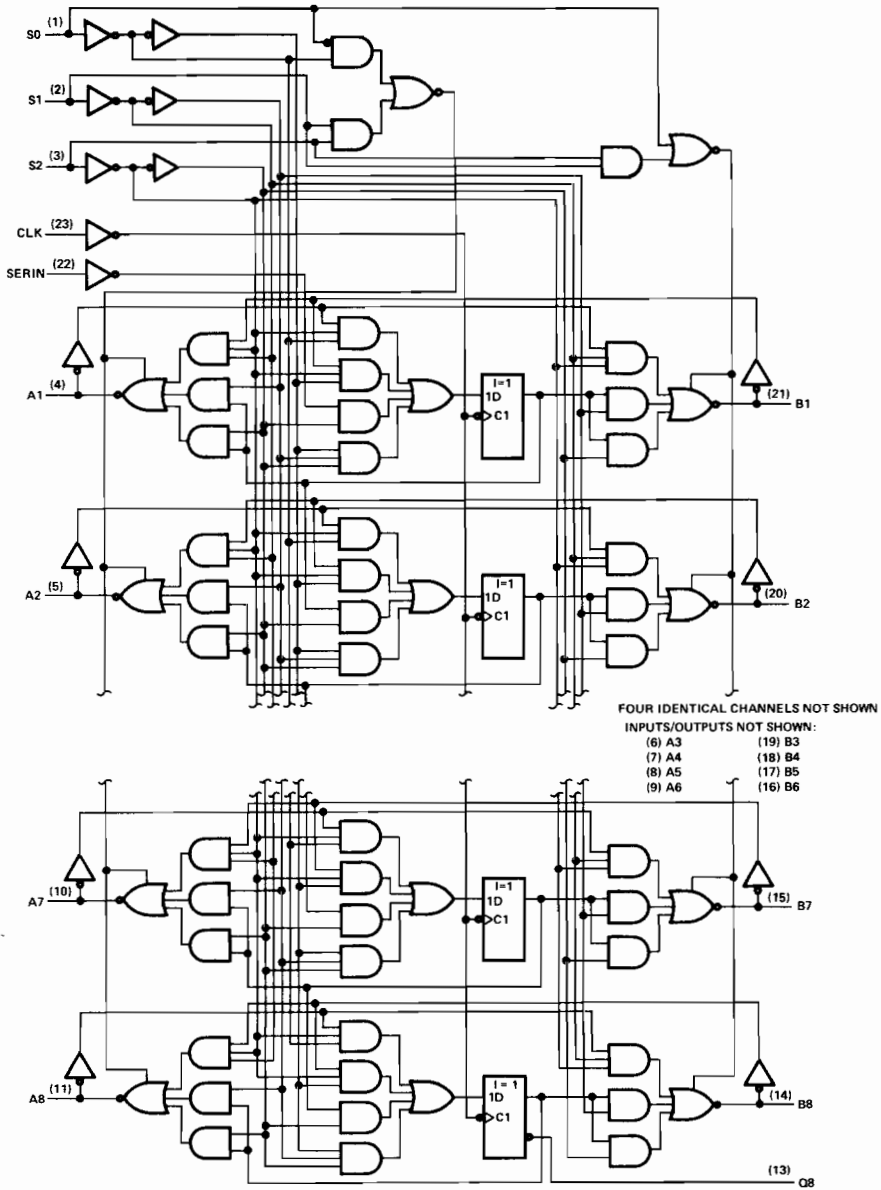 S0 (1)
S1 (2)
S2 (3)
CLK (23)
SERIN (22)
A1 (4)
I=1
1D
C1
(21) B1
A2 (5)
I=1
1D
C1
(20) B2
FOUR IDENTICAL CHANNELS NOT SHOWN
INPUTS/OUTPUTS NOT SHOWN:
(6) A3 (19) B3
(7) A4 (18) B4
(8) A5 (17) B5
(9) A6 (16) B6
A7 (10)
I=1
1D
C1
(15) B7
A8 (11)
I = 1
1D
C1
(14) B8
(13) Q8